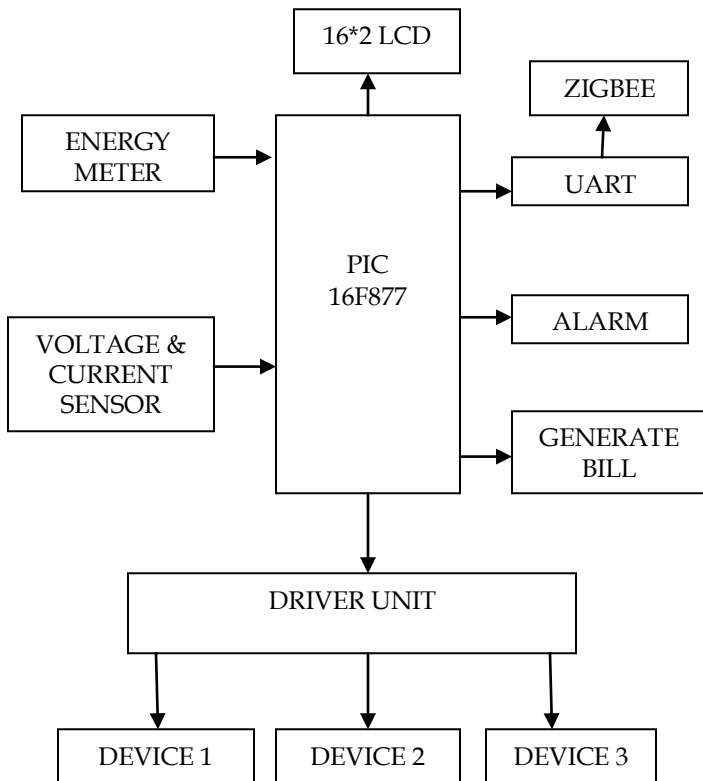 16*2 LCD
ZIGBEE
ENERGY
METER
UART
PIC
16F877
ALARM
VOLTAGE &
CURRENT
SENSOR
GENERATE
BILL
DRIVER UNIT
DEVICE 1
DEVICE 2
DEVICE 3